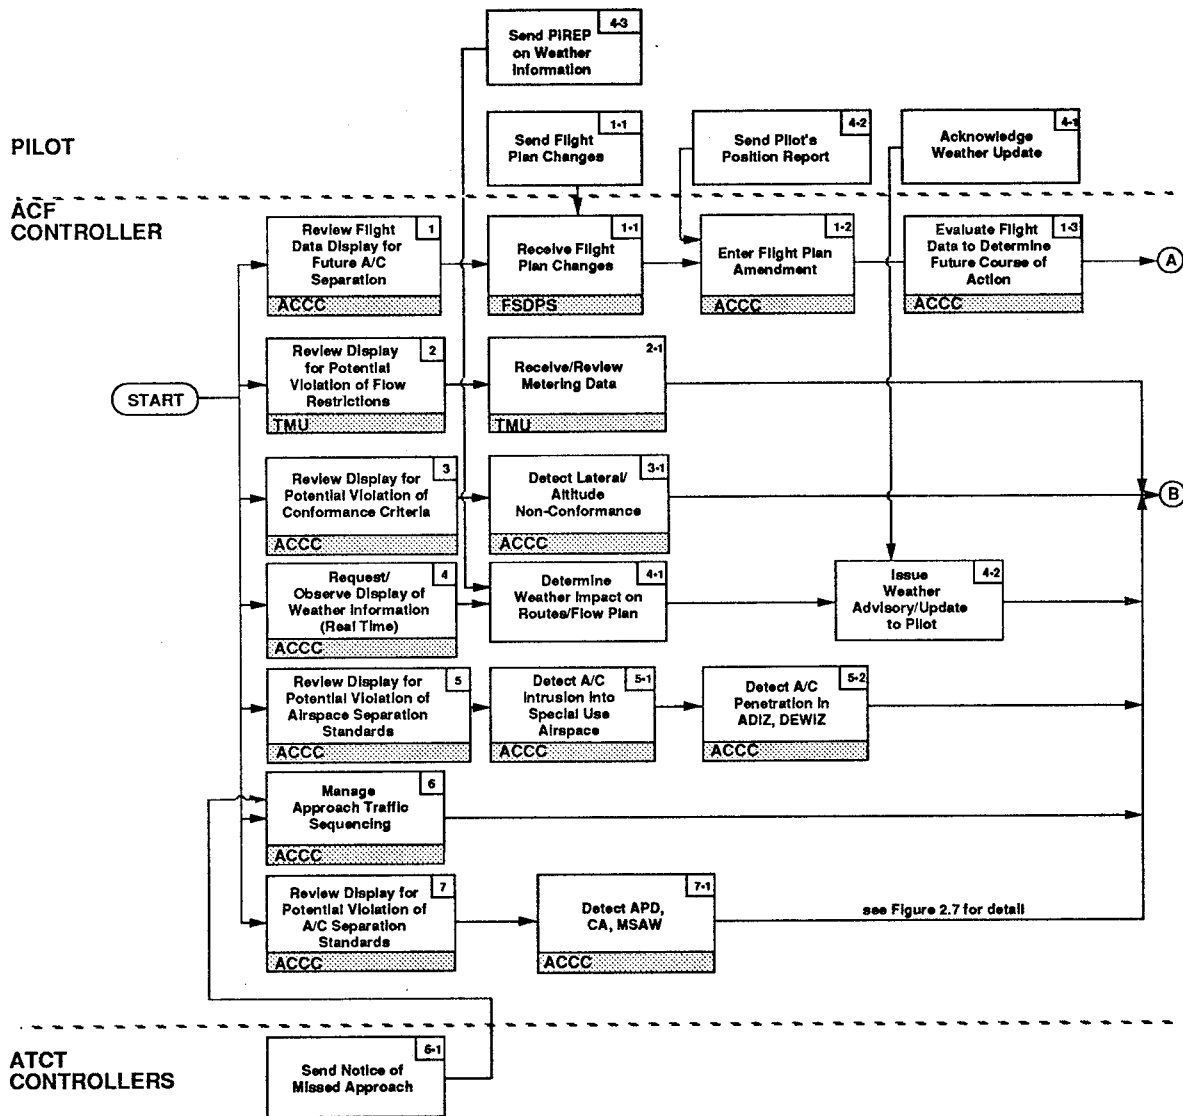 4-3
Send PIREP
on Weather
Information
PILOT
1-1
Send Flight
Plan Changes
4-2
Send Pilot's
Position Report
4-1
Acknowledge
Weather Update
ACF
CONTROLLER
1
Review Flight
Data Display for
Future A/C
Separation
ACCC
1-1
Receive Flight
Plan Changes
FSDPS
1-2
Enter Flight Plan
Amendment
ACCC
1-3
Evaluate Flight
Data to Determine
Future Course of
Action
ACCC
A
START
2
Review Display
for Potential
Violation of Flow
Restrictions
TMU
2-1
Receive/Review
Metering Data
TMU
3
Review Display for
Potential Violation of
Conformance Criteria
ACCC
3-1
Detect Lateral/
Altitude
Non-Conformance
ACCC
B
4
Request/
Observe Display of
Weather Information
(Real Time)
ACCC
4-1
Determine
Weather Impact on
Routes/Flow Plan
4-2
Issue
Weather
Advisory/Update
to Pilot
5
Review Display for
Potential Violation of
Airspace Separation
Standards
ACCC
5-1
Detect A/C
Intrusion Into
Special Use
Airspace
ACCC
5-2
Detect A/C
Penetration in
ADIZ, DEWIZ
ACCC
6
Manage
Approach Traffic
Sequencing
ACCC
7
Review Display for
Potential Violation of
A/C Separation
Standards
ACCC
7-1
Detect APD,
CA, MSAW
ACCC
see Figure 2.7 for detail
ATCT
CONTROLLERS
6-1
Send Notice of
Missed Approach